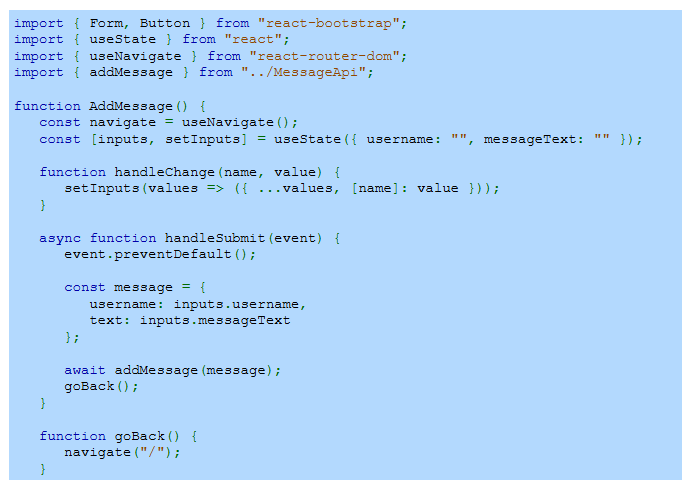 import { Form, Button } from "react-bootstrap";
import { useState } from "react";
import { useNavigate } from "react-router-dom";
import { addMessage } from "../MessageApi";

function AddMessage() {
   const navigate = useNavigate();
   const [inputs, setInputs] = useState({ username: "", messageText: "" });

   function handleChange(name, value) {
      setInputs(values => ({ ...values, [name]: value }));
   }

   async function handleSubmit(event) {
      event.preventDefault();

      const message = {
         username: inputs.username,
         text: inputs.messageText
      };

      await addMessage(message);
      goBack();
   }

   function goBack() {
      navigate("/");
   }